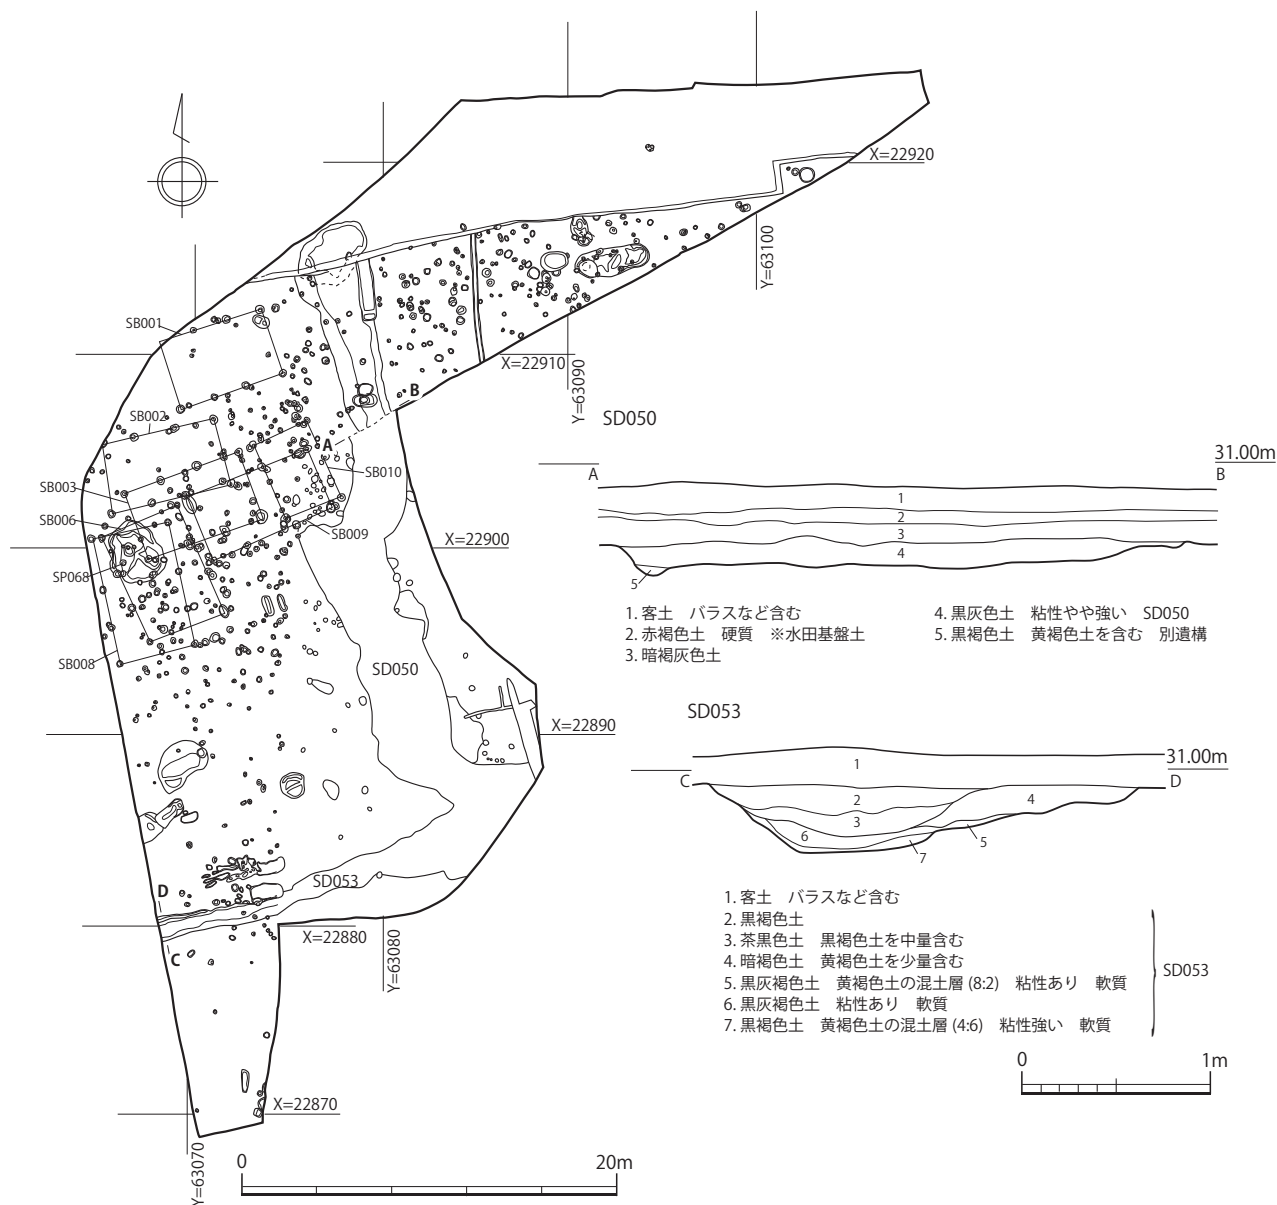 X=22920
Y=63100
SB001
X=22910
Y=63090
B
SB002
A
SB010
SB003
SB006
SB009
X=22900
SP068
SB008
SD050
X=22890
SD053
D
C
X=22880
Y=63080
X=22870
Y=63070
0 20m
SD050
31.00m
A B
1
2
3
4
5
1. 客土 バラスなど含む
2. 赤褐色土 硬質 ※水田基盤土
3. 暗褐灰色土
4. 黒灰色土 粘性やや強い SD050
5. 黒褐色土 黄褐色土を含む 別遺構
SD053
31.00m
C D
1
2
3
4
5
6
7
1. 客土 バラスなど含む
2. 黒褐色土
3. 茶黒色土 黒褐色土を中量含む
4. 暗褐色土 黄褐色土を少量含む
5. 黒灰褐色土 黄褐色土の混土層 (8:2) 粘性あり 軟質
6. 黒灰褐色土 粘性あり 軟質
7. 黒褐色土 黄褐色土の混土層 (4:6) 粘性強い 軟質
SD053
0 1m